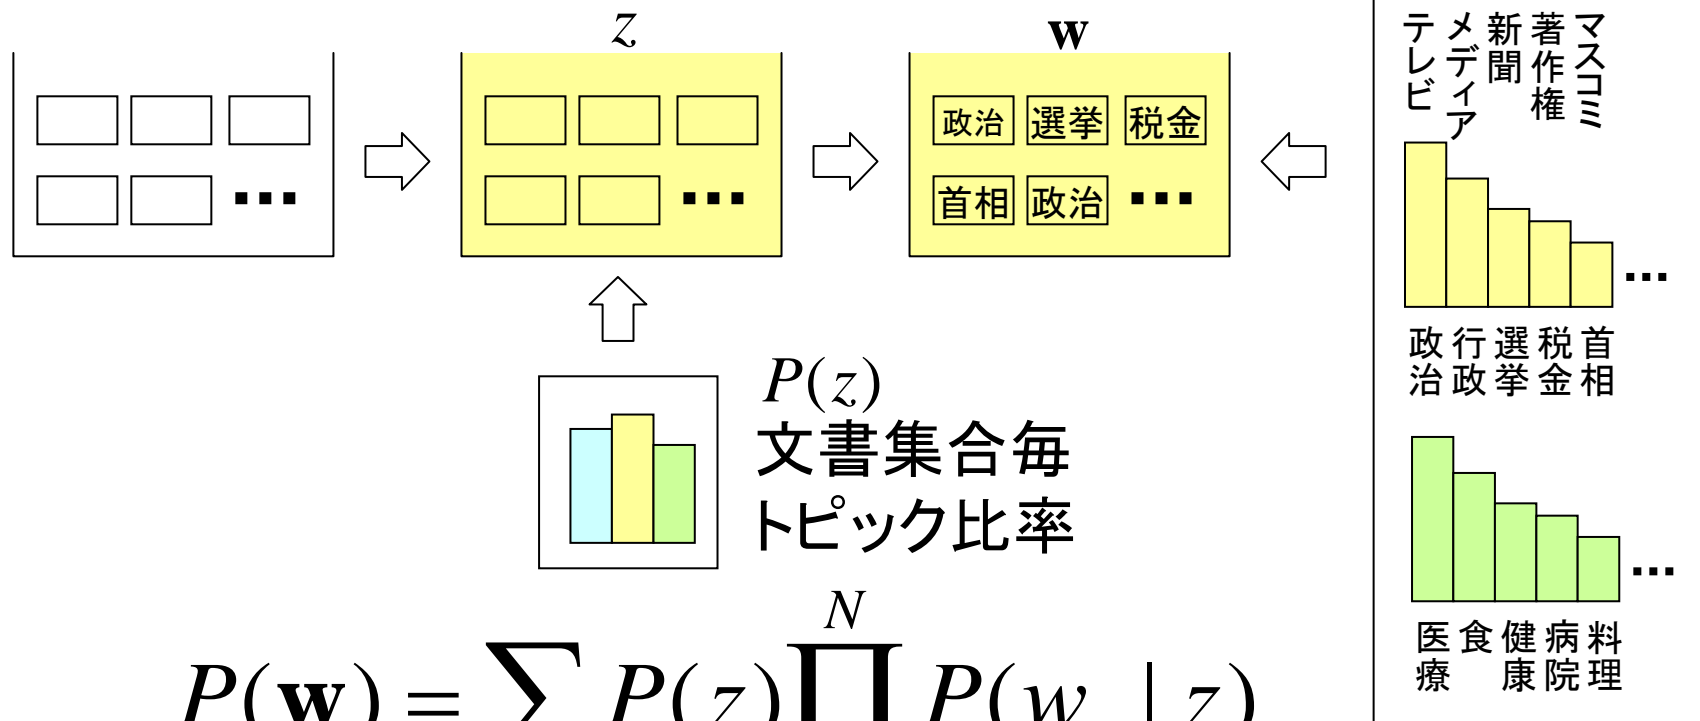 z
w
政治 選挙 税金
首相 政治 ･･･
P(z)
文書集合毎
トピック比率
N
P(w) = ∑ P(z) ∏ P(w | z)
テレビ
メディア
新聞
著作権
マスコミ
政治
行政
選挙
税金
首相
医療
食
健康
病院
料理